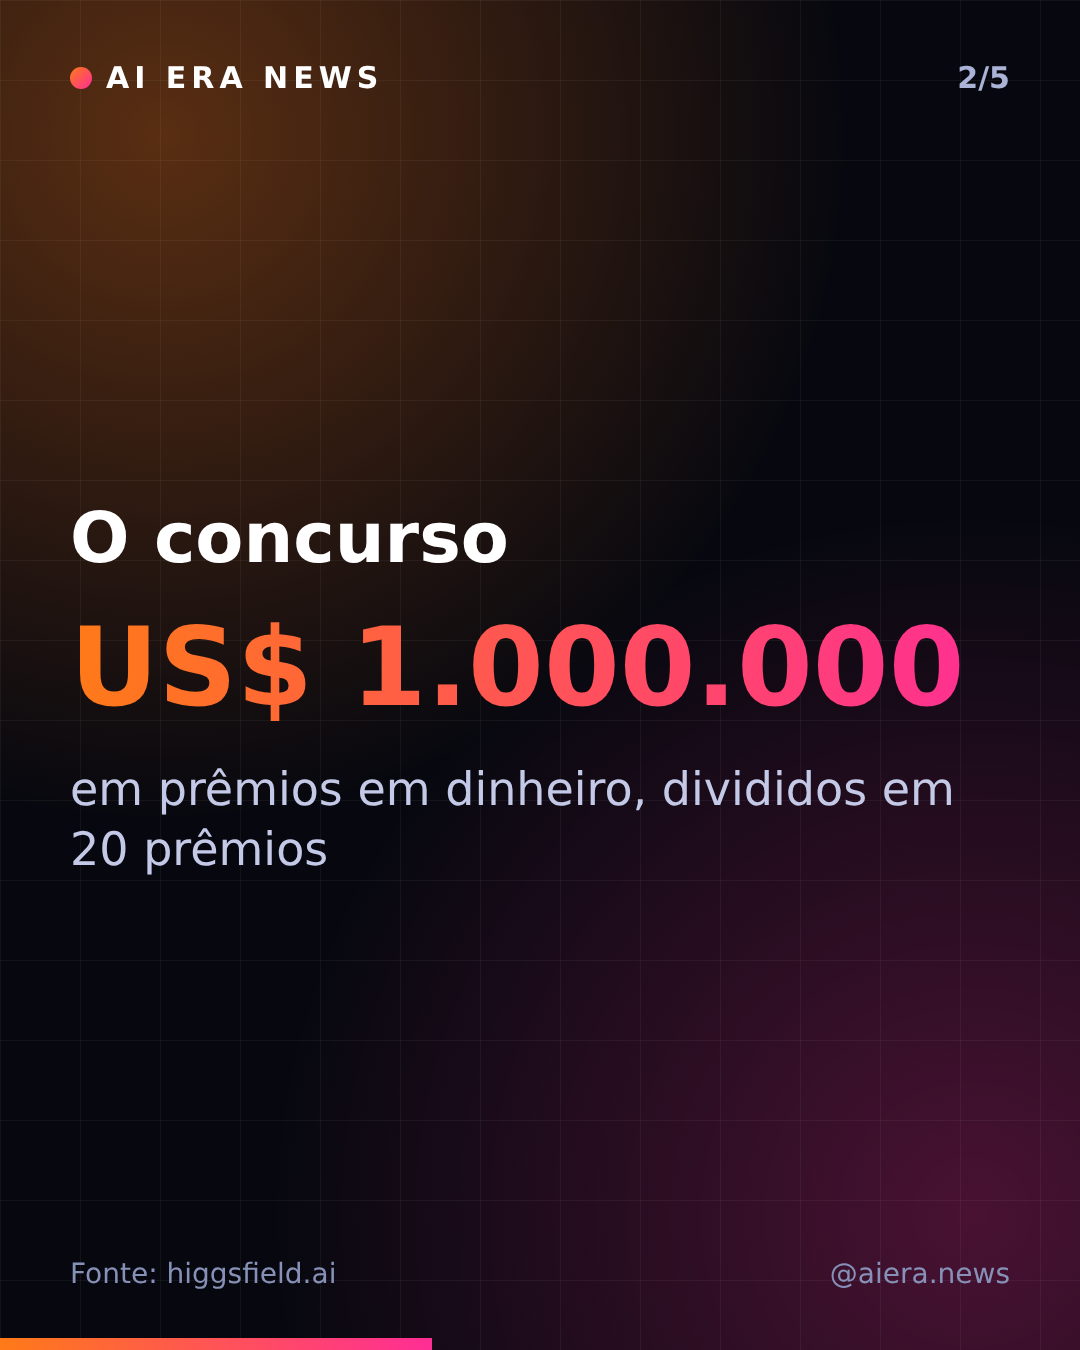 AI ERA NEWS
2/5
O concurso
US$ 1.000.000
em prêmios em dinheiro, divididos em
20 prêmios
Fonte: higgsfield.ai
@aiera.news